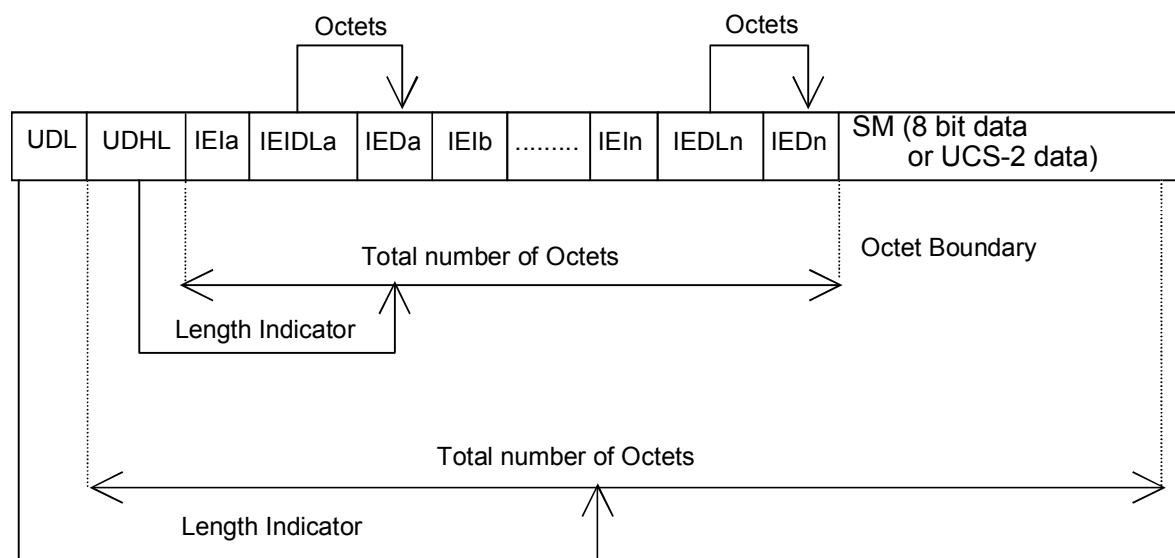 Octets
Octets
UDL UDHL IEIa IEIDLa IEDa IEIb ......... IEIn IEDLn IEDn SM (8 bit data
or UCS-2 data)
Total number of Octets
Octet Boundary
Length Indicator
Total number of Octets
Length Indicator